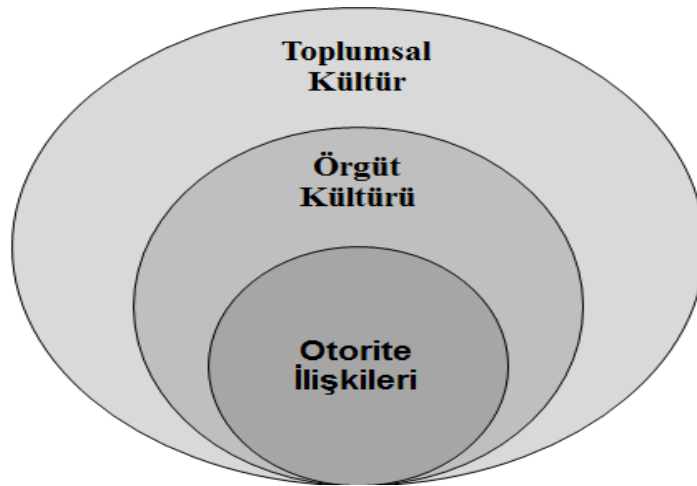 Toplumsal
Kültür
Örgüt
Kültürü
Otorite
İlişkileri